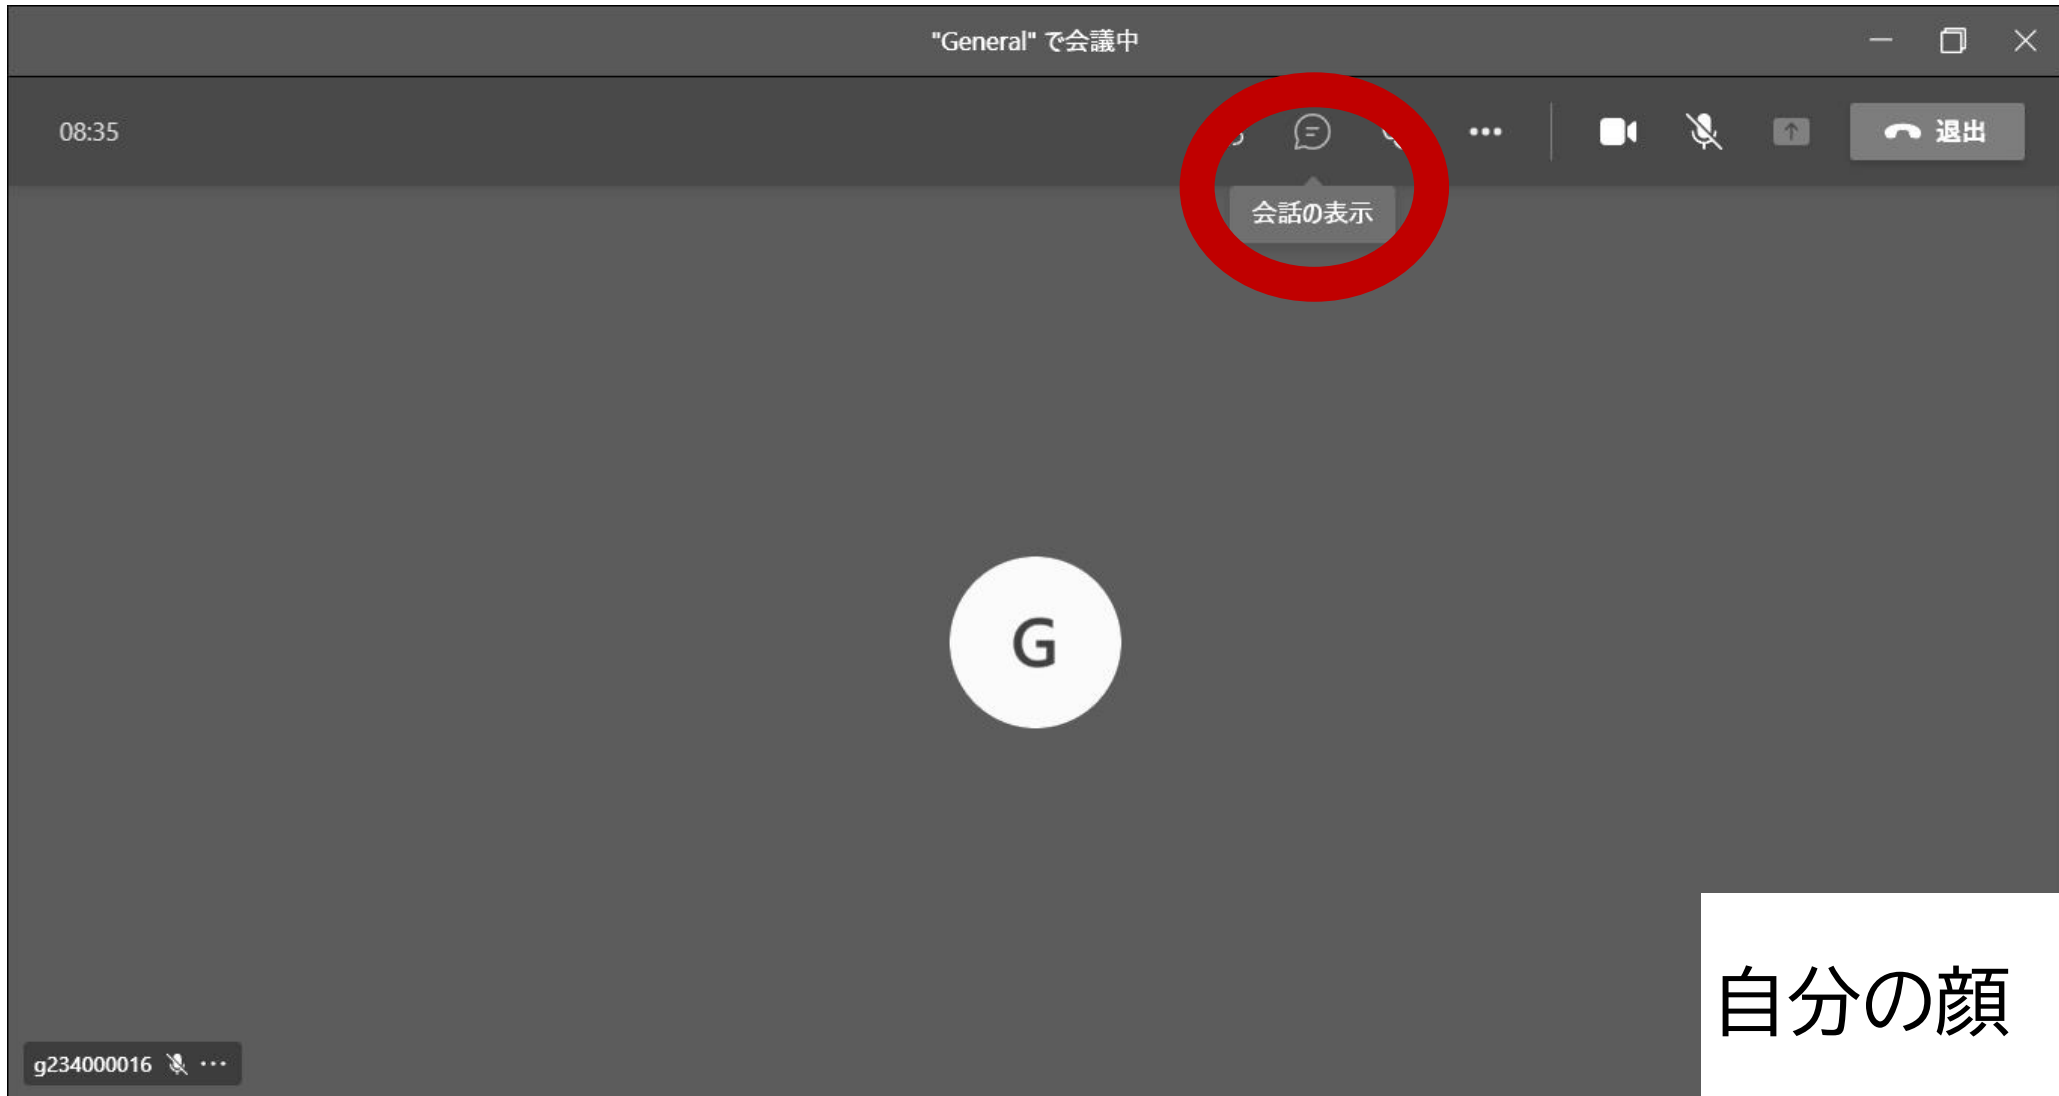 "General" で会議中
08:35
退出
会話の表示
G
自分の顔
g234000016